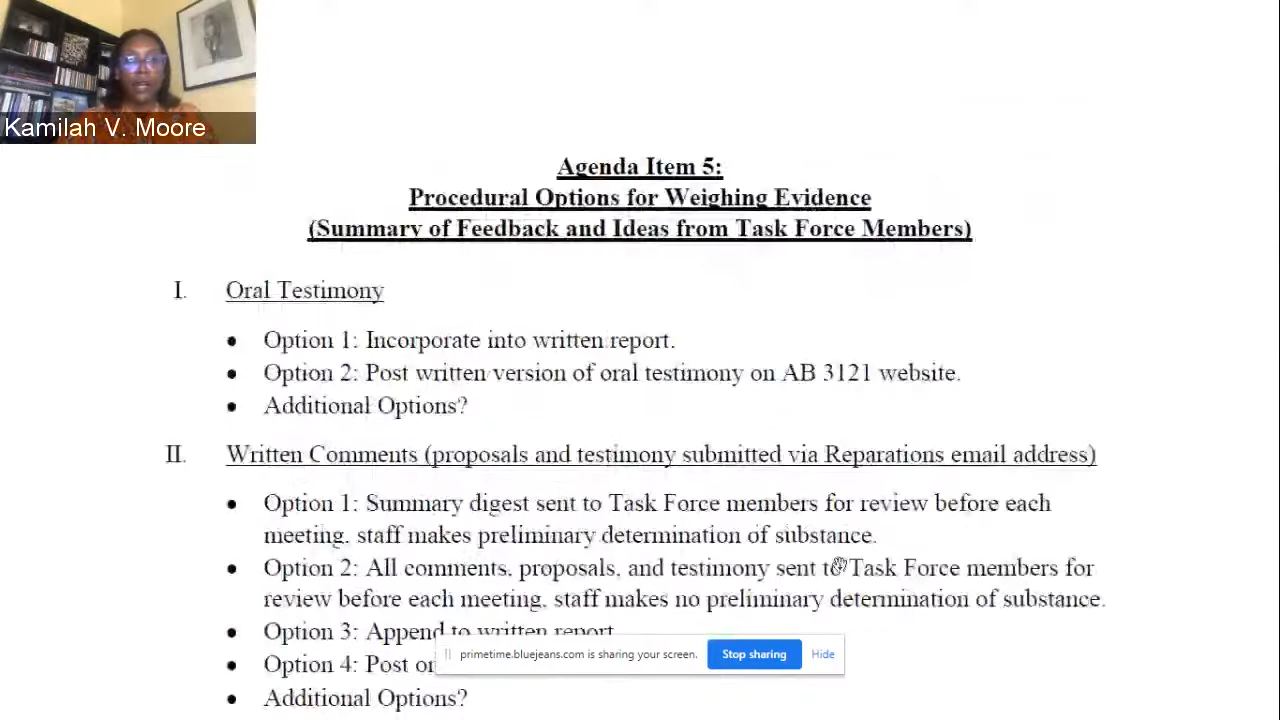 Kamilah V. Moore
Agenda Item 5:
Procedural Options for Weighing Evidence
(Summary of Feedback and Ideas from Task Force Members)
I. Oral Testimony
• Option 1: Incorporate into written report.
• Option 2: Post written version of oral testimony on AB 3121 website.
• Additional Options?
II. Written Comments (proposals and testimony submitted via Reparations email address)
• Option 1: Summary digest sent to Task Force members for review before each
meeting, staff makes preliminary determination of substance.
• Option 2: All comments, proposals, and testimony sent to Task Force members for
review before each meeting, staff makes no preliminary determination of substance.
• Option 3: Append to written report.
• Option 4: Post
primetime.bluejeans.com is sharing your screen. Stop sharing Hide
• Additional Options?